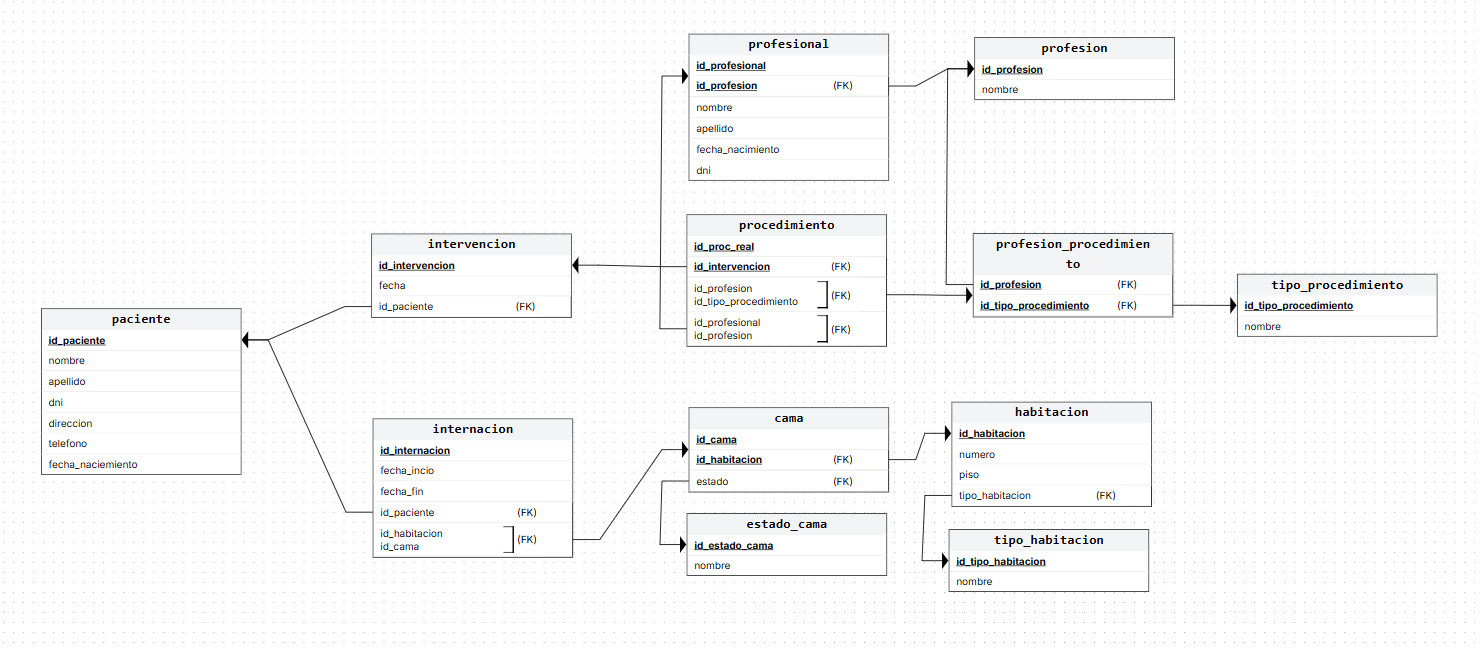 profesional
id_profesional
id_profesion (FK)
nombre
apellido
fecha_nacimiento
dni
profesion
id_profesion
nombre
intervencion
id_intervencion
fecha
id_paciente (FK)
procedimiento
id_proc_real
id_intervencion (FK)
id_profesion
id_tipo_procedimiento (FK)
id_profesional
id_profesion (FK)
profesion_procedimien
to
id_profesion (FK)
id_tipo_procedimiento (FK)
tipo_procedimiento
id_tipo_procedimiento
nombre
paciente
id_paciente
nombre
apellido
dni
direccion
telefono
fecha_naciemiento
internacion
id_internacion
fecha_incio
fecha_fin
id_paciente (FK)
id_habitacion
id_cama (FK)
cama
id_cama
id_habitacion (FK)
estado (FK)
estado_cama
id_estado_cama
nombre
habitacion
id_habitacion
numero
piso
tipo_habitacion (FK)
tipo_habitacion
id_tipo_habitacion
nombre